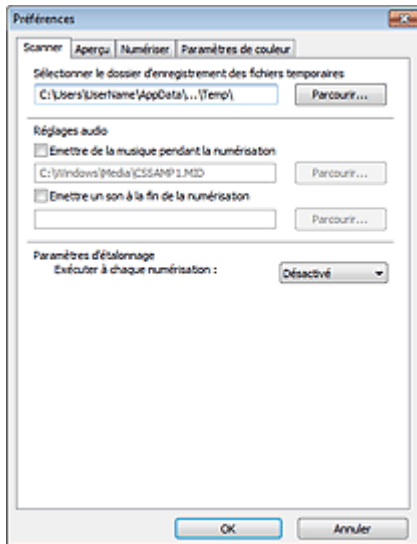 Préférences
Scanner Aperçu Numériser Paramètres de couleur
Sélectionner le dossier d'enregistrement des fichiers temporaires
C:\Users\UserName\AppData\...\Temp\ Parcourir...
Réglages audio
Emettre de la musique pendant la numérisation
C:\Windows\Media\CSSAMP1.MID Parcourir...
Emettre un son à la fin de la numérisation
Parcourir...
Paramètres d'étalonnage
Exécuter à chaque numérisation : Désactivé
OK Annuler